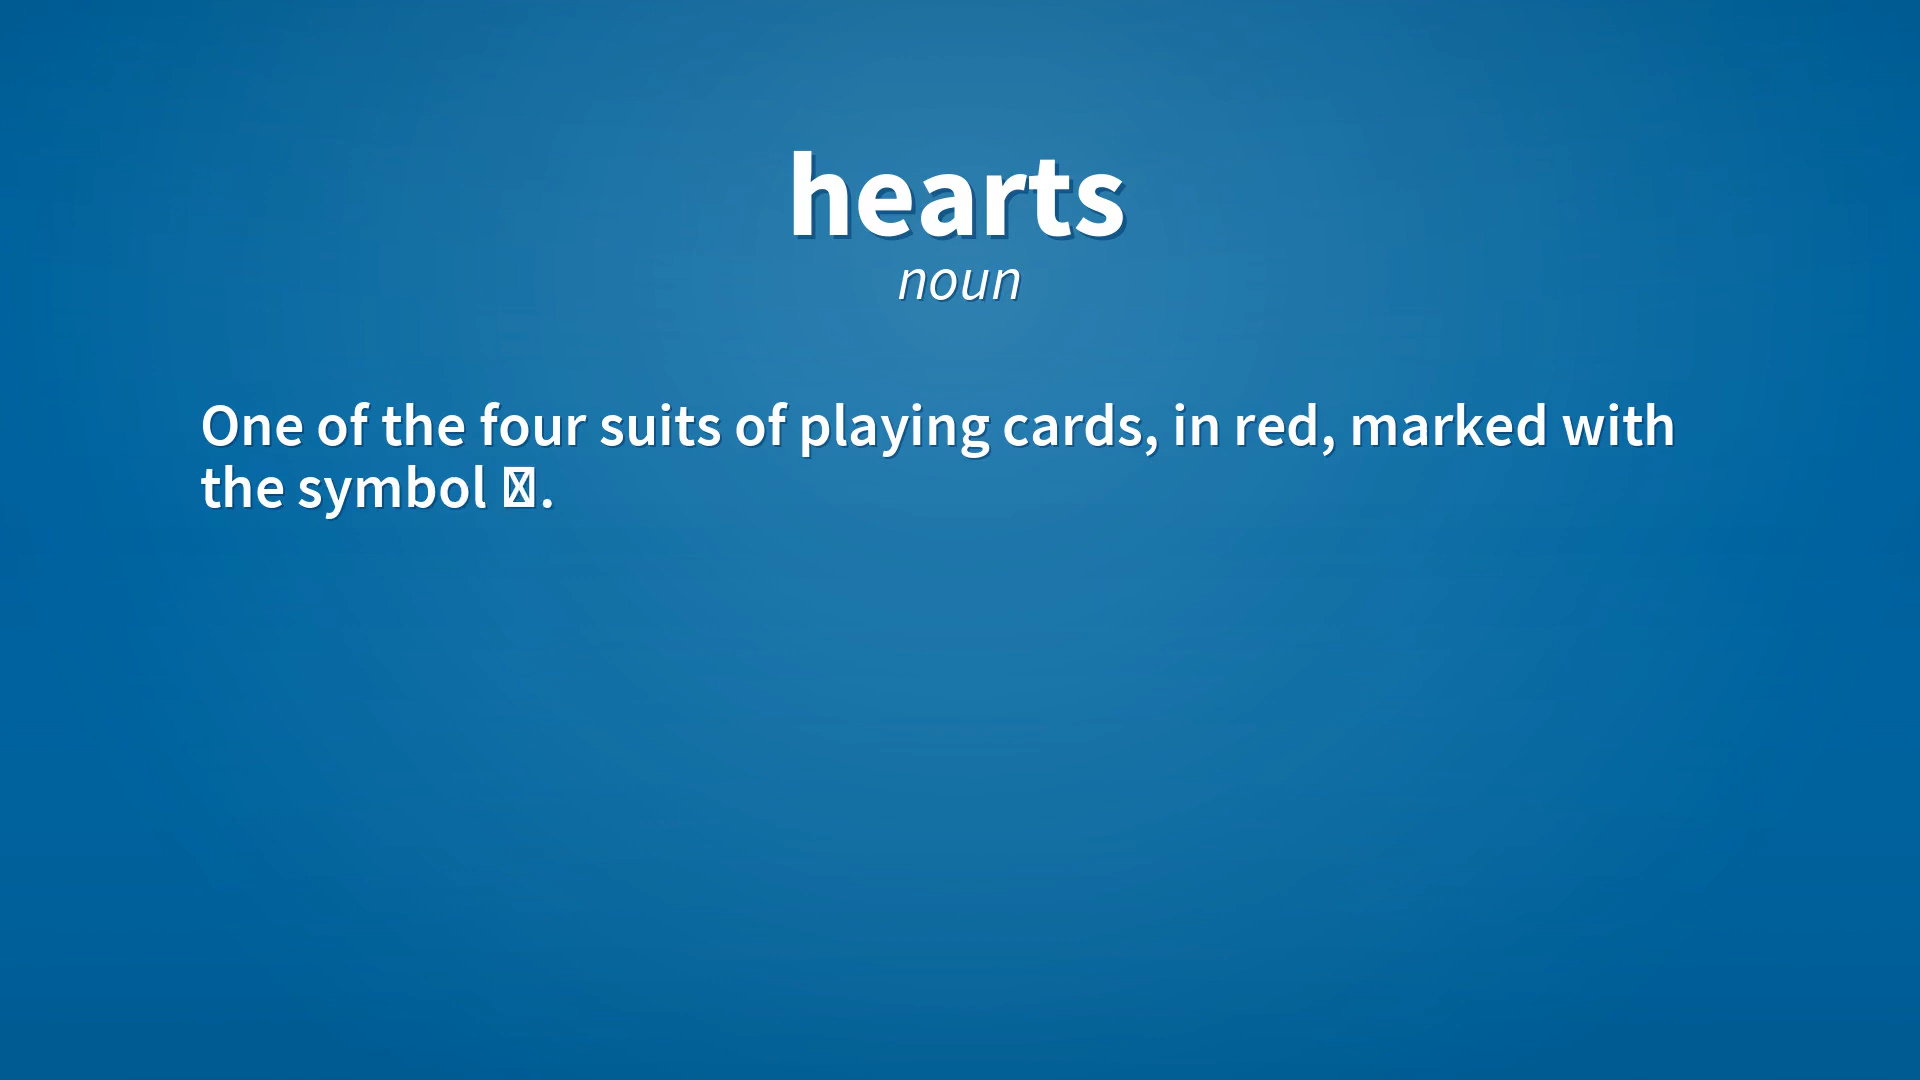 hearts
noun
One of the four suits of playing cards, in red, marked with
the symbol .